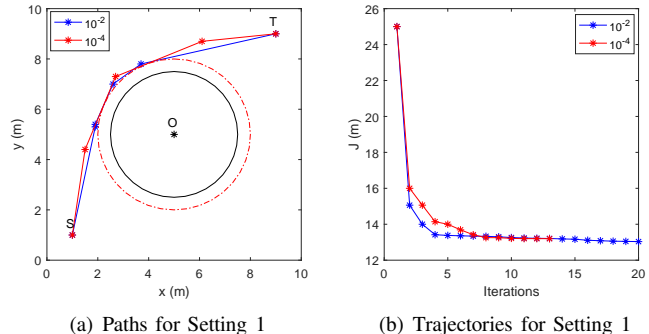 10
10⁻²
10⁻⁴
T
8
6
O
4
2
S
0
0 2 4 6 8 10
y (m)
x (m)
(a) Paths for Setting 1
26
10⁻²
10⁻⁴
24
22
20
18
16
14
12
0 5 10 15 20
J (m)
Iterations
(b) Trajectories for Setting 1